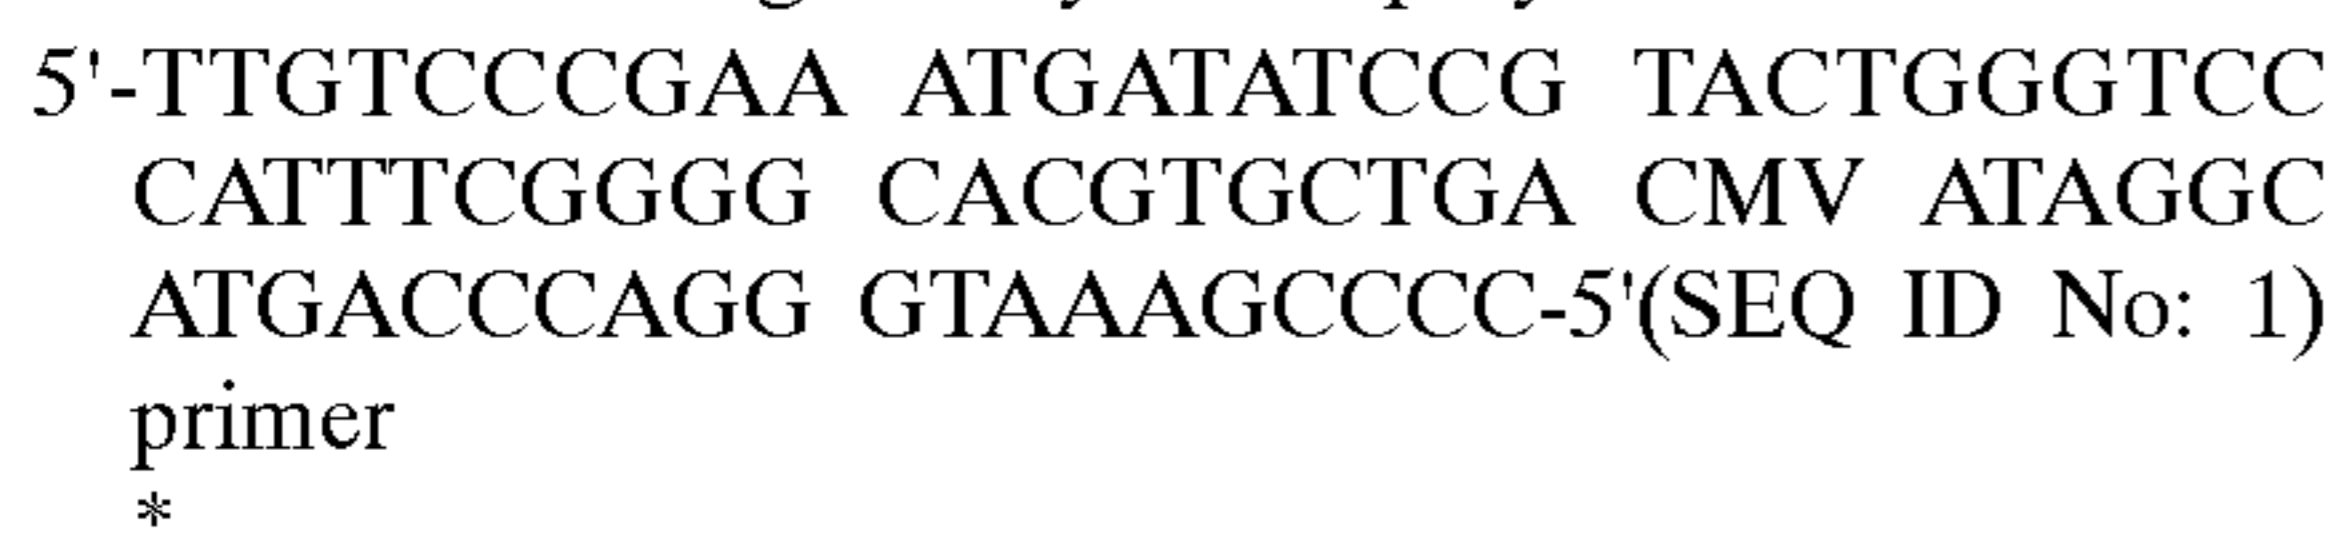 5'-TTGTCCCGAA ATGATATCCG TACTGGGTCC
CATTTCGGGG CACGTGCTGA CMV ATAGGC
ATGACCCAGG GTAAAGCCCC-5'(SEQ ID No: 1)
primer
*